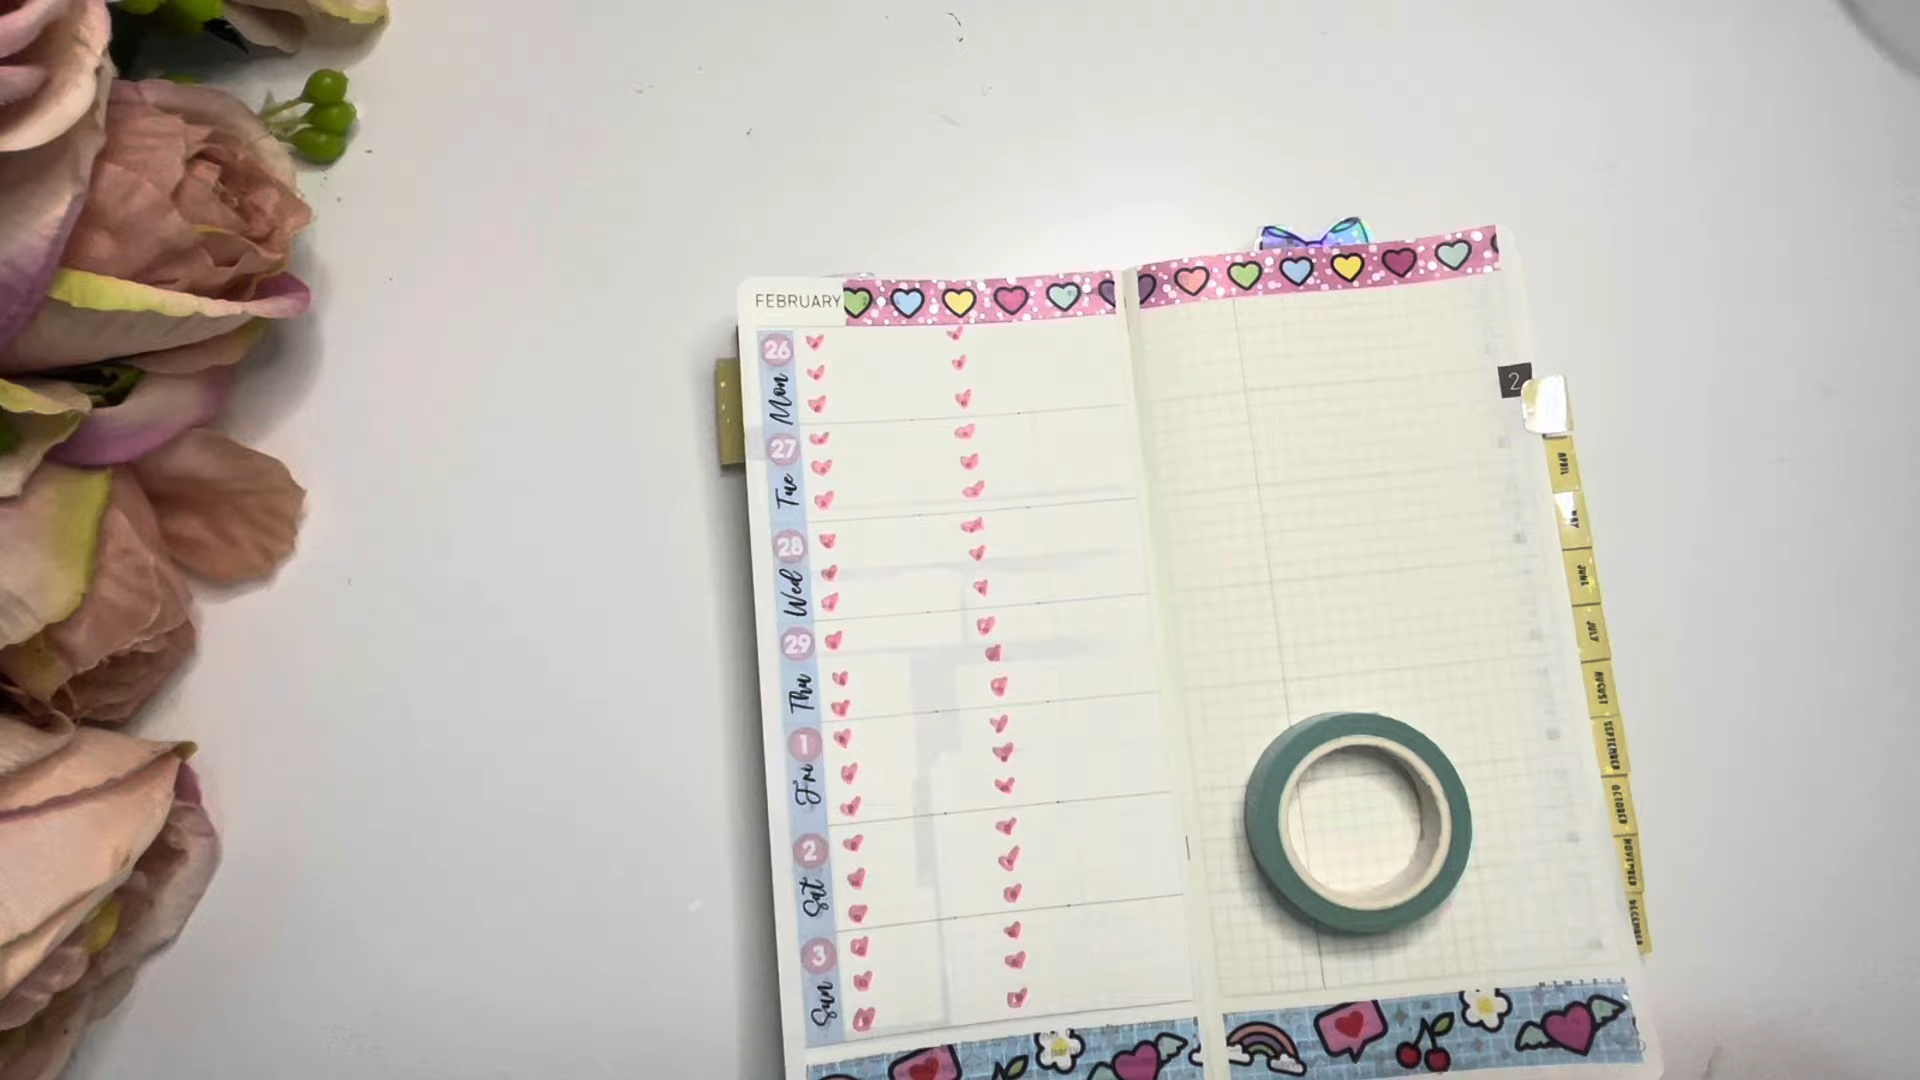 FEBRUARY
26
Mon
27
Tue
28
Wed
29
Thu
1
Fri
2
Sat
3
Sun
2
APRIL
MAY
JUNE
JULY
AUGUST
SEPTEMBER
OCTOBER
NOVEMBER
DECEMBER